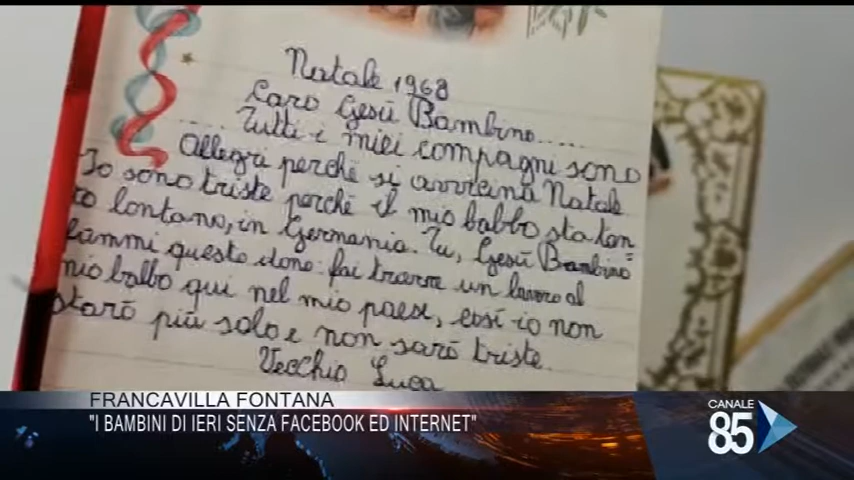 Natale 1968
Caro Gesù Bambino.....
Tutti i miei compagni sono
allegri perché si avvicina Natale
Io sono triste perché il mio babbo sta lon
to lontano, in Germania. Tu, Gesù Bambino
fammi questo dono: fai trovare un lavoro al
mio babbo qui nel mio paese, così io non
starò più solo e non sarò triste.
Vecchio Luca
FRANCAVILLA FONTANA
"I BAMBINI DI IERI SENZA FACEBOOK ED INTERNET"
CANALE
85